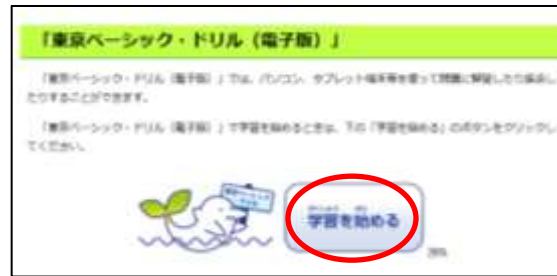 「東京ベーシック・ドリル（電子版）」
「東京ベーシック・ドリル（電子版）」では、パソコン、タブレット端末等を使って問題に解答したり採点し
たりすることができます。
「東京ベーシック・ドリル（電子版）」で学習を始めるときは、下の「学習を始める」のボタンをクリックし
てください。
学習を始める